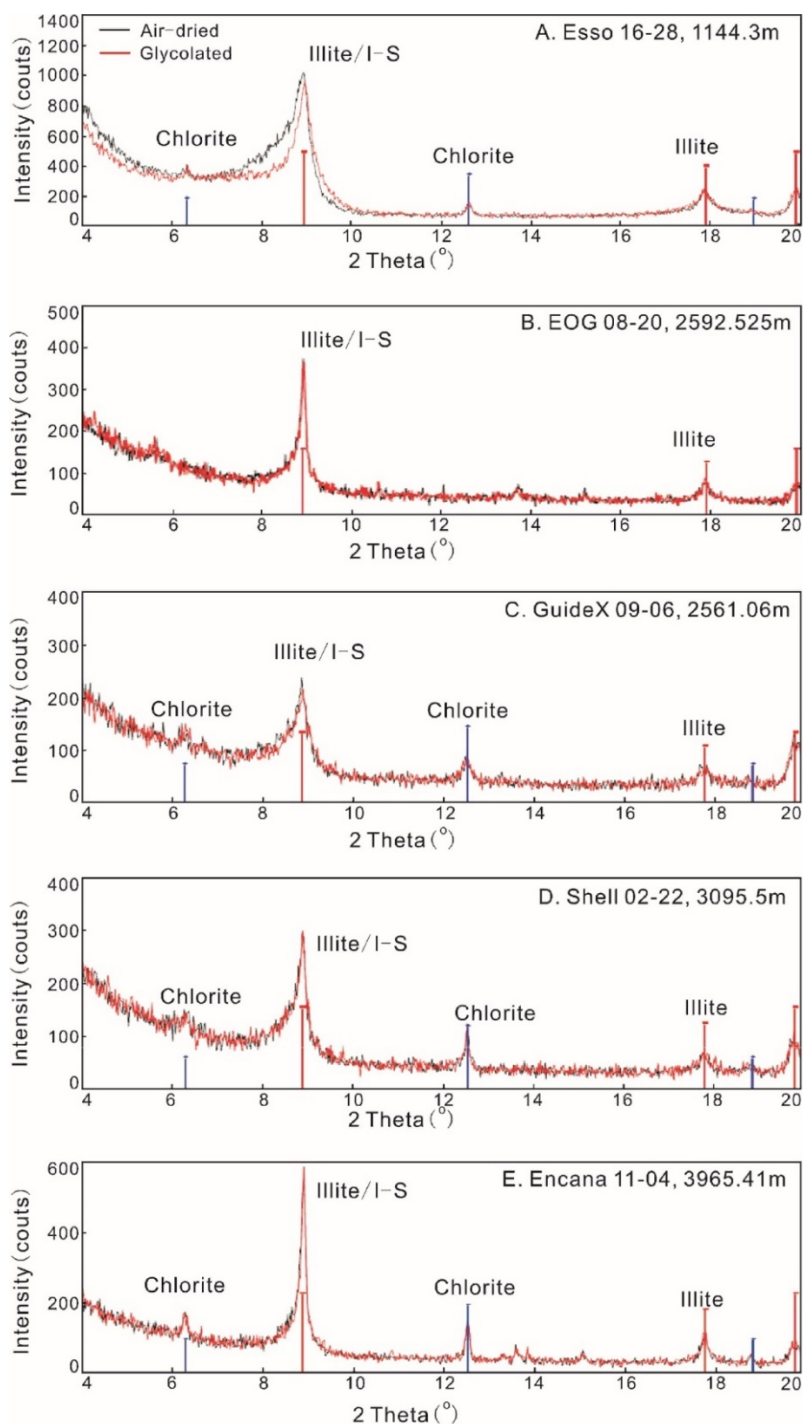 Air-dried
Glycolated
Illite/I-S
A. Esso 16-28, 1144.3m
Chlorite
Chlorite
Illite
Intensity(couts)
1400
1200
1000
800
600
400
200
0
4 6 8 10 12 14 16 18 20
2 Theta(°)
B. EOG 08-20, 2592.525m
Illite/I-S
Illite
Intensity(couts)
500
400
300
200
100
0
4 6 8 10 12 14 16 18 20
2 Theta(°)
C. GuideX 09-06, 2561.06m
Illite/I-S
Chlorite
Chlorite
Illite
Intensity(couts)
400
300
200
100
0
4 6 8 10 12 14 16 18 20
2 Theta(°)
D. Shell 02-22, 3095.5m
Illite/I-S
Chlorite
Chlorite
Illite
Intensity(couts)
400
300
200
100
0
4 6 8 10 12 14 16 18 20
2 Theta(°)
E. Encana 11-04, 3965.41m
Illite/I-S
Chlorite
Chlorite
Illite
Intensity(couts)
600
400
200
0
4 6 8 10 12 14 16 18 20
2 Theta(°)